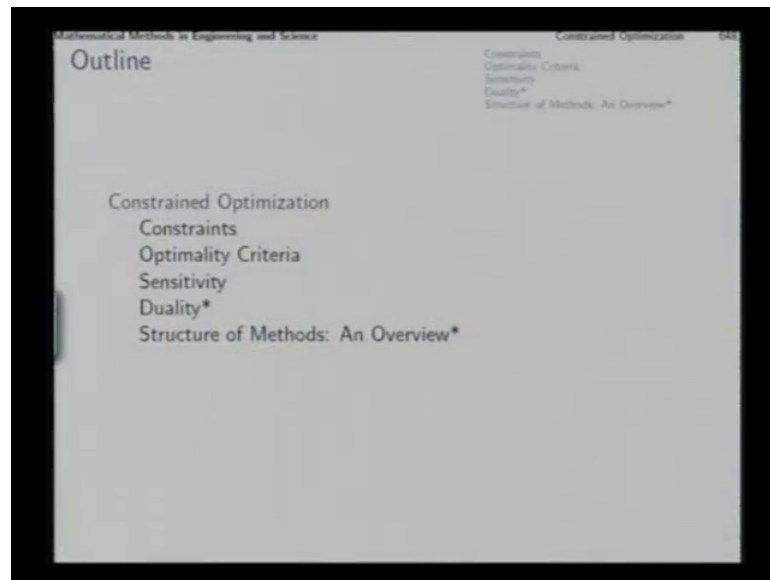 Mathematical Methods in Engineering and Science
Constrained Optimization
Outline
Constraints
Optimality Criteria
Sensitivity
Duality*
Structure of Methods: An Overview*
Constrained Optimization
Constraints
Optimality Criteria
Sensitivity
Duality*
Structure of Methods: An Overview*